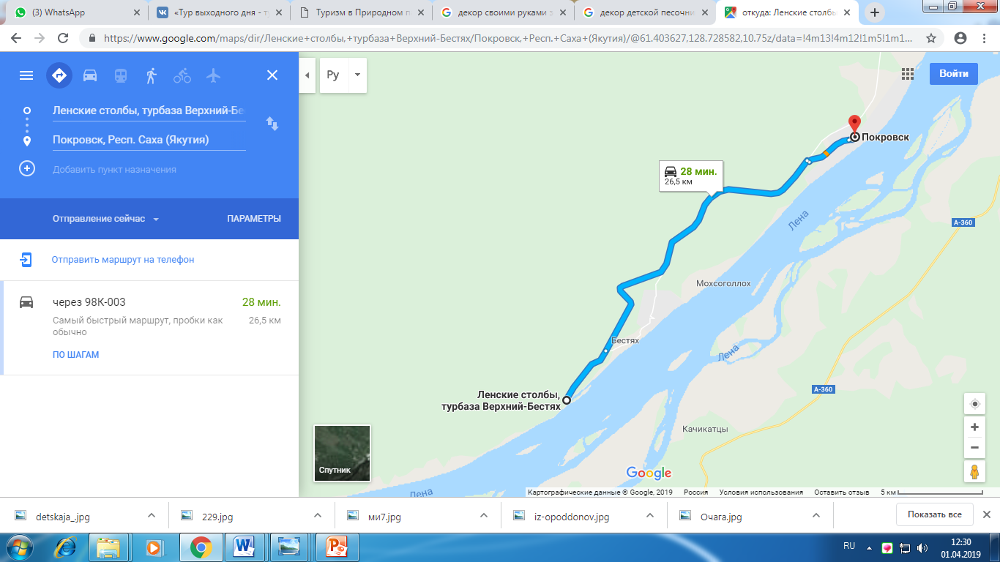 (3) WhatsApp
«Тур выходного дня - т
Туризм в Природном п
декор своими руками з
декор детской песочни
откуда: Ленские столбы
https://www.google.com/maps/dir/Ленские+столбы,+турбаза+Верхний-Бестях/Покровск,+Респ.+Саха+(Якутия)/@61.403627,128.728582,10.75z/data=!4m13!4m12!1m5!1m1...
Ленские столбы, турбаза Верхний-Бе
Покровск, Респ. Саха (Якутия)
Добавить пункт назначения
Отправление сейчас
ПАРАМЕТРЫ
Отправить маршрут на телефон
через 98К-003
28 мин.
Самый быстрый маршрут, пробки как
обычно
26,5 км
ПО ШАГАМ
Ру
Войти
Покровск
28 мин.
26,5 км
Лена
А-360
Мохсоголлох
Бестях
Лена
А-360
Ленские столбы,
турбаза Верхний-Бестях
Качикатцы
Спутник
Google
Лена
Картографические данные © Google, 2019
Россия
Условия использования
Оставить отзыв
5 км
detskaja_.jpg
229.jpg
ми7.jpg
iz-opoddonov.jpg
Очага.jpg
Показать все
RU
12:30
01.04.2019